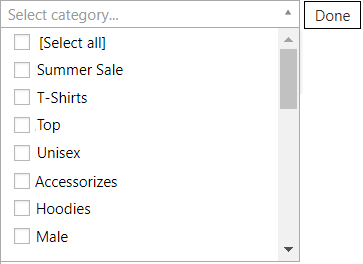 Select category... Done
[Select all]
Summer Sale
T-Shirts
Top
Unisex
Accessorizes
Hoodies
Male